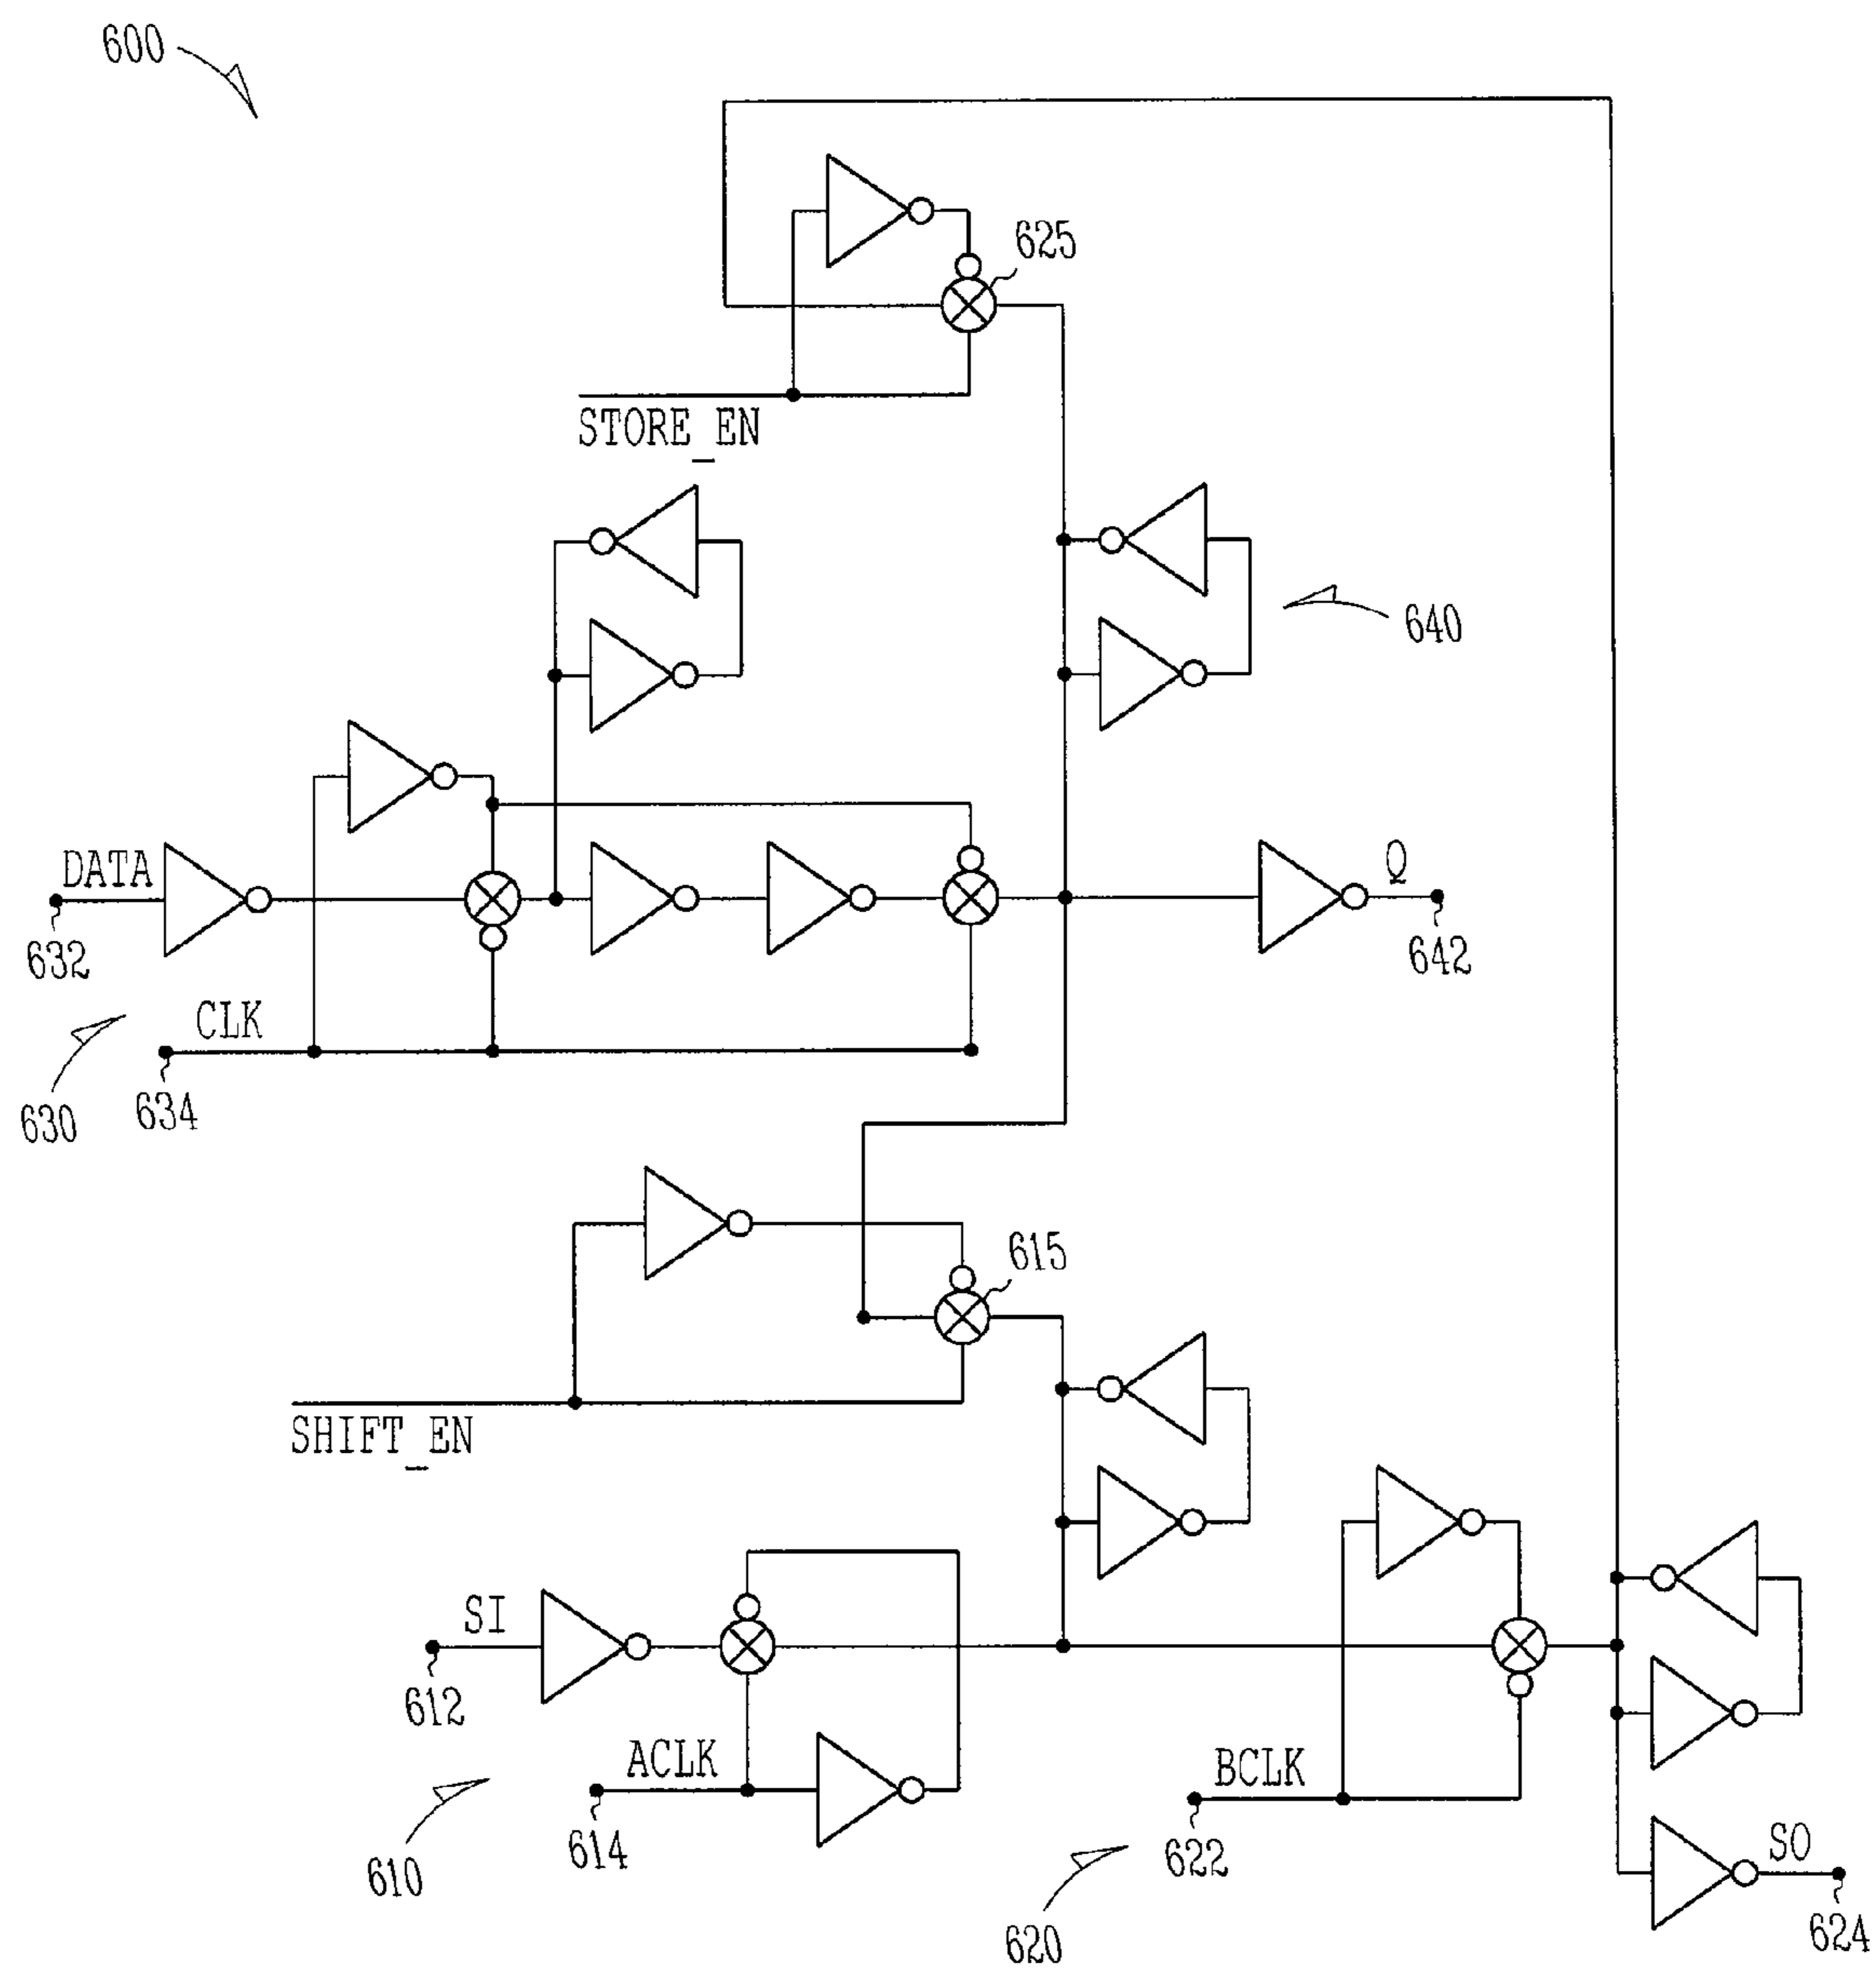 600
625
STORE_EN
640
DATA
Q
632
642
CLK
630
634
615
SHIFT_EN
SI
612
ACLK
BCLK
614
610
622
SO
620
624